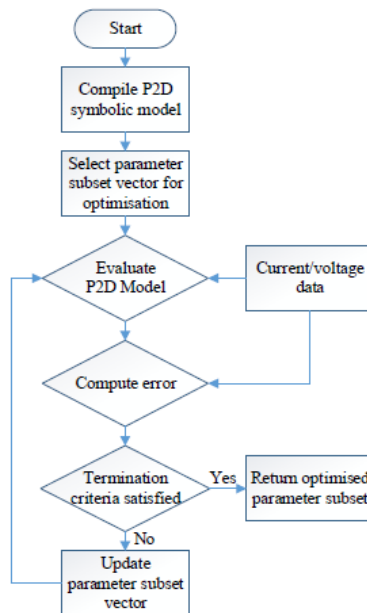 Start
Compile P2D
symbolic model
Select parameter
subset vector for
optimisation
Evaluate
P2D Model
Current/voltage
data
Compute error
Termination
criteria satisfied
Yes
Return optimised
parameter subset
No
Update
parameter subset
vector